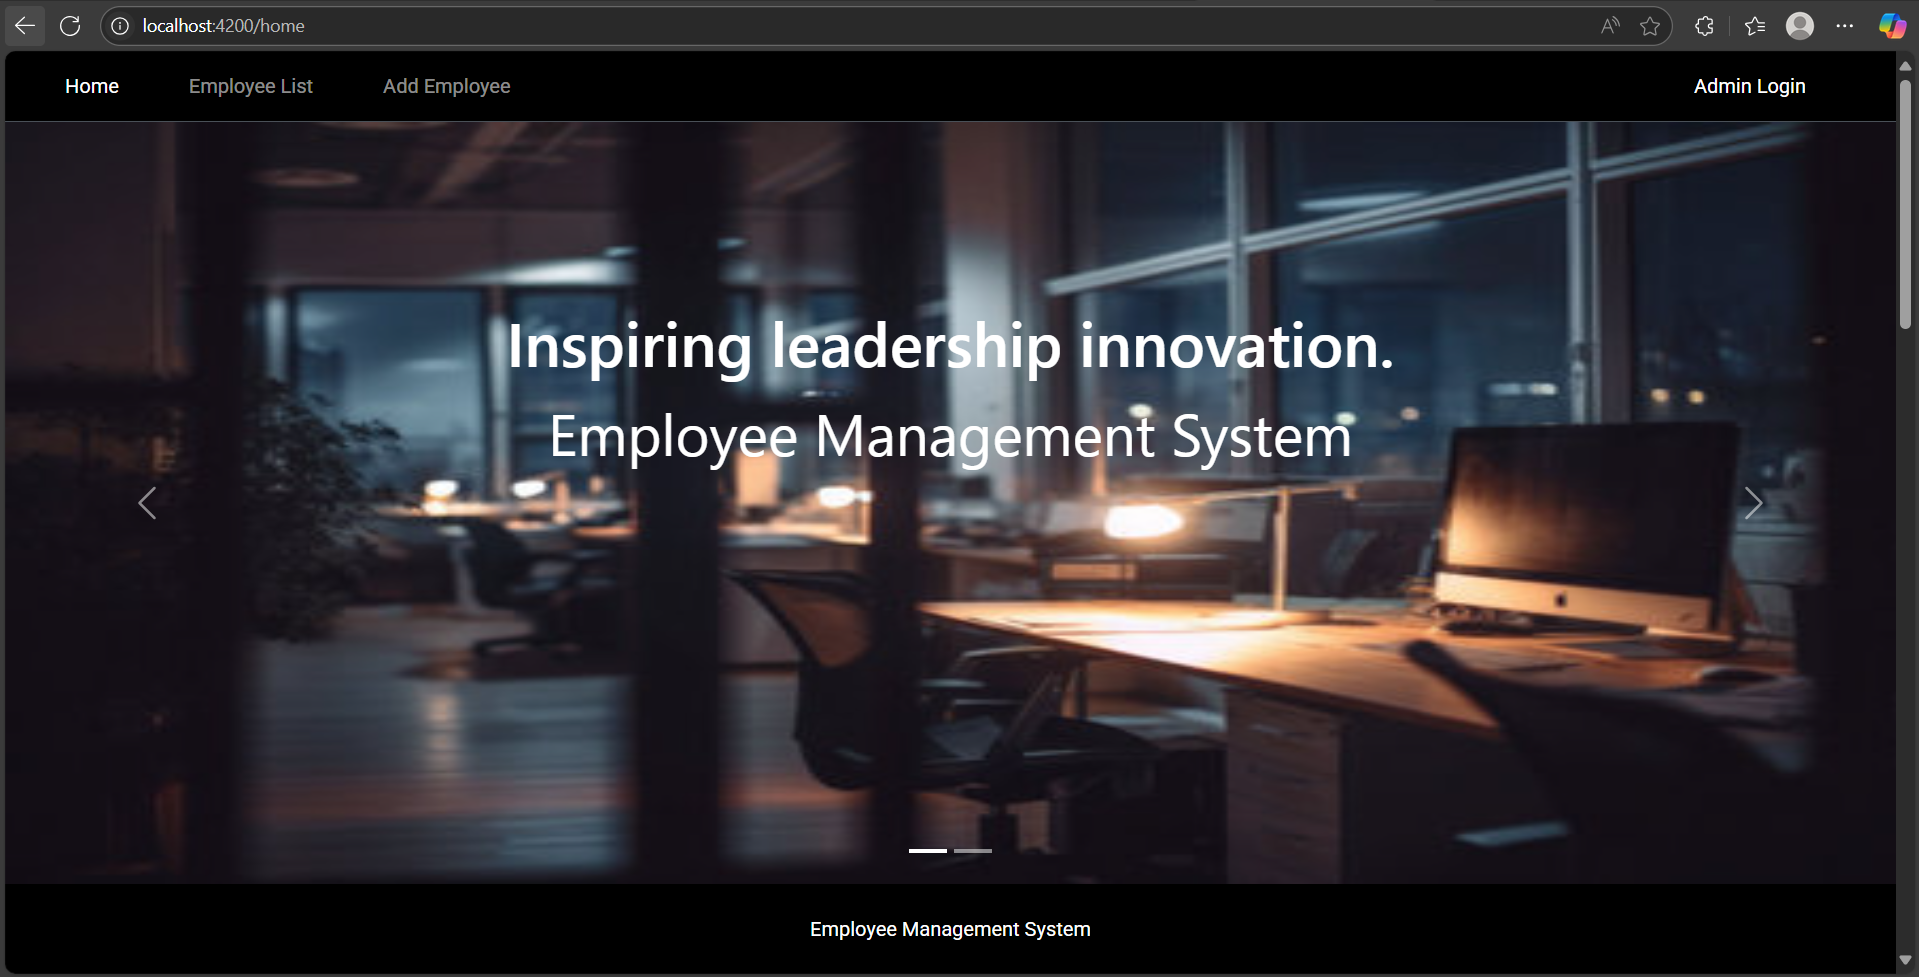 localhost:4200/home
Home Employee List Add Employee Admin Login
Inspiring leadership innovation.
Employee Management System
Employee Management System